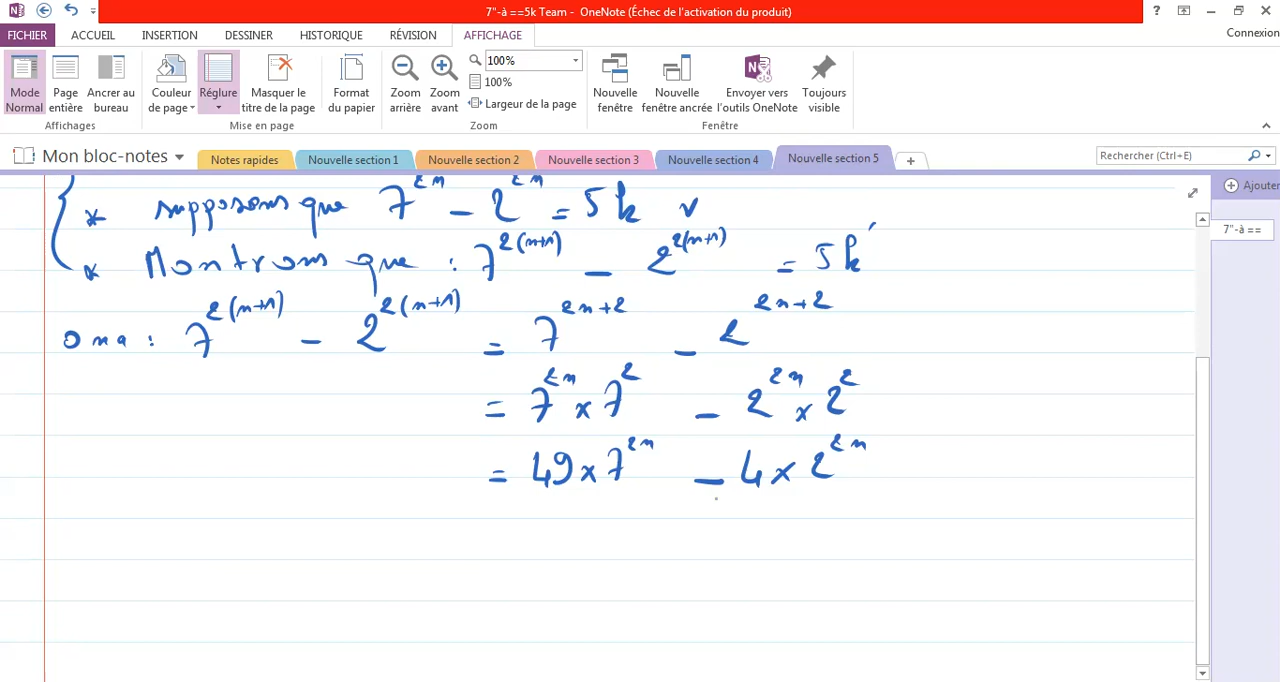 7"-à ==5k Team - OneNote (Échec de l'activation du produit)
FICHIER ACCUEIL INSERTION DESSINER HISTORIQUE RÉVISION AFFICHAGE
Connexion
Mode Normal Page entière Ancrer au bureau
Affichages
Couleur de page Réglure Masquer le titre de la page Format du papier
Mise en page
Zoom arrière Zoom avant 100% 100% Largeur de la page
Zoom
Nouvelle fenêtre Nouvelle fenêtre ancrée Envoyer vers l'outils OneNote Toujours visible
Fenêtre
Mon bloc-notes Notes rapides Nouvelle section 1 Nouvelle section 2 Nouvelle section 3 Nouvelle section 4 Nouvelle section 5 +
Rechercher (Ctrl+E)
Ajouter
7"-à ==
* supposons que 7^{2n} - 2^{2n} = 5k v
* Montrons que : 7^{2(n+1)} - 2^{2(n+1)} = 5k'
Ona : 7^{2(n+1)} - 2^{2(n+1)} = 7^{2n+2} - 2^{2n+2}
= 7^{2n} × 7^2 - 2^{2n} × 2^2
= 49 × 7^{2n} - 4 × 2^{2n}